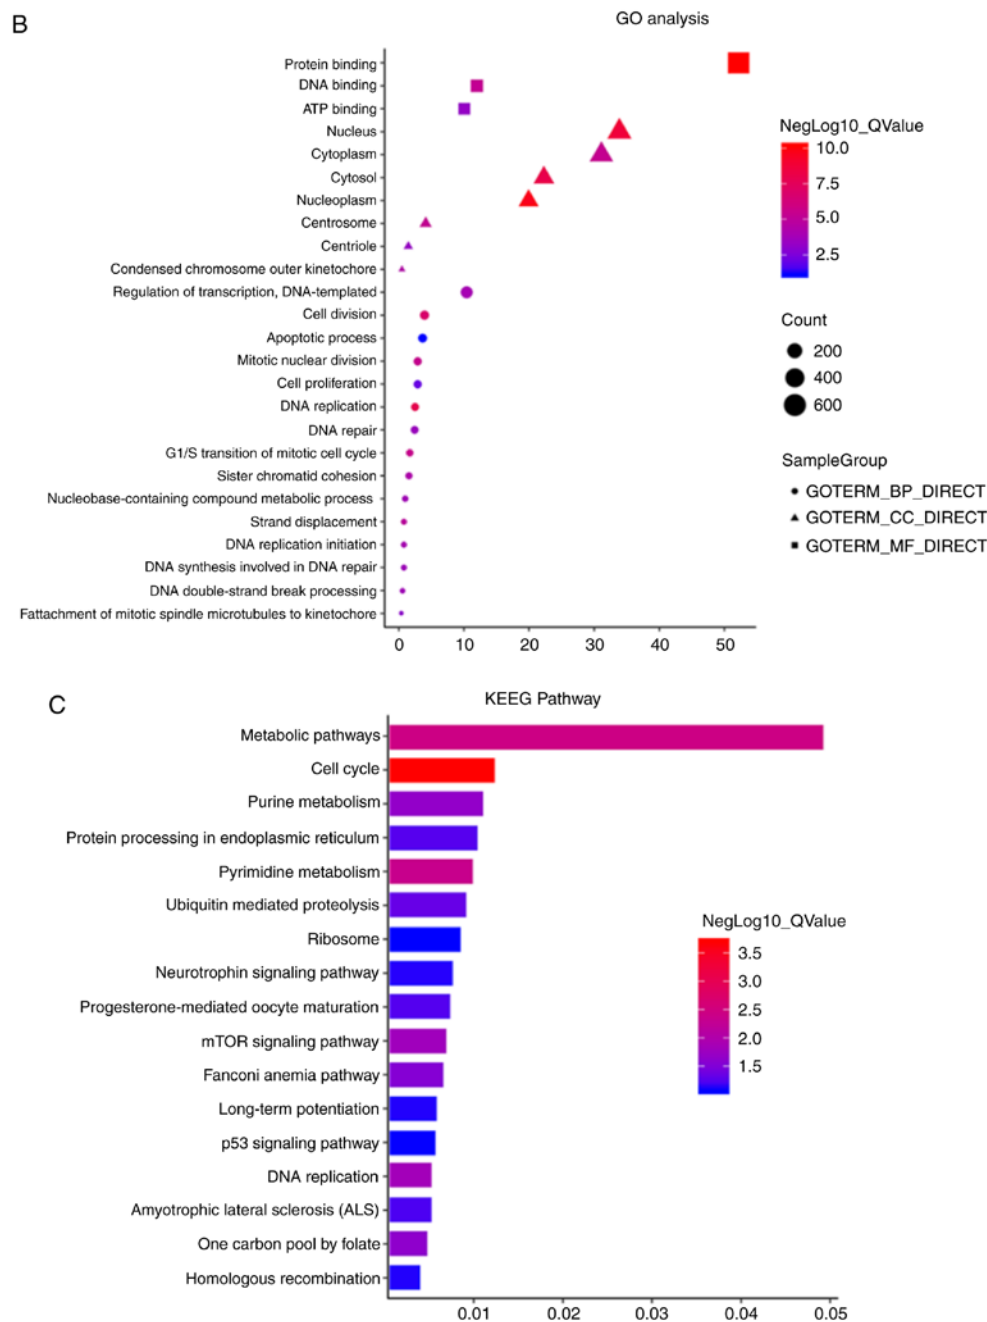 B
GO analysis
Protein binding
DNA binding
ATP binding
Nucleus
Cytoplasm
Cytosol
Nucleoplasm
Centrosome
Centriole
Condensed chromosome outer kinetochore
Regulation of transcription, DNA-templated
Cell division
Apoptotic process
Mitotic nuclear division
Cell proliferation
DNA replication
DNA repair
G1/S transition of mitotic cell cycle
Sister chromatid cohesion
Nucleobase-containing compound metabolic process
Strand displacement
DNA replication initiation
DNA synthesis involved in DNA repair
DNA double-strand break processing
Fattachment of mitotic spindle microtubules to kinetochore
0 10 20 30 40 50
NegLog10_QValue
10.0
7.5
5.0
2.5
Count
200
400
600
SampleGroup
GOTERM_BP_DIRECT
GOTERM_CC_DIRECT
GOTERM_MF_DIRECT
C
KEEG Pathway
Metabolic pathways
Cell cycle
Purine metabolism
Protein processing in endoplasmic reticulum
Pyrimidine metabolism
Ubiquitin mediated proteolysis
Ribosome
Neurotrophin signaling pathway
Progesterone-mediated oocyte maturation
mTOR signaling pathway
Fanconi anemia pathway
Long-term potentiation
p53 signaling pathway
DNA replication
Amyotrophic lateral sclerosis (ALS)
One carbon pool by folate
Homologous recombination
0.01 0.02 0.03 0.04 0.05
NegLog10_QValue
3.5
3.0
2.5
2.0
1.5